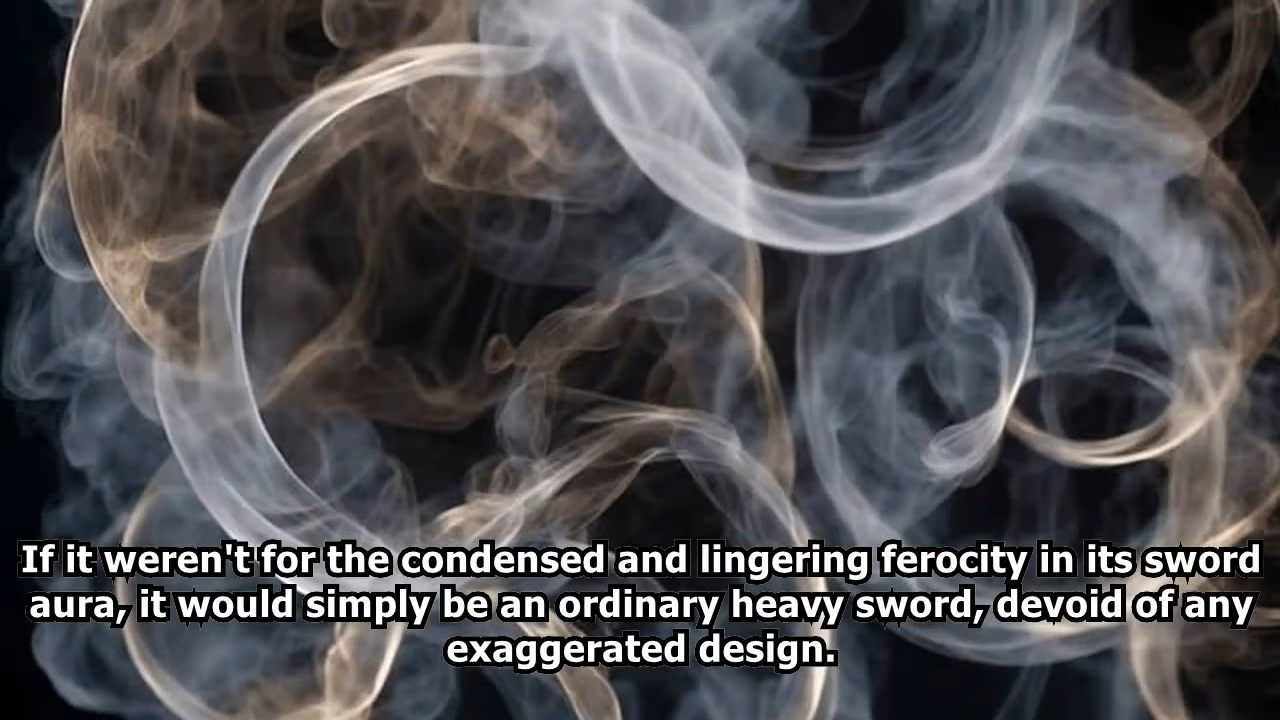 If it weren't for the condensed and lingering ferocity in its sword
aura, it would simply be an ordinary heavy sword, devoid of any
exaggerated design.